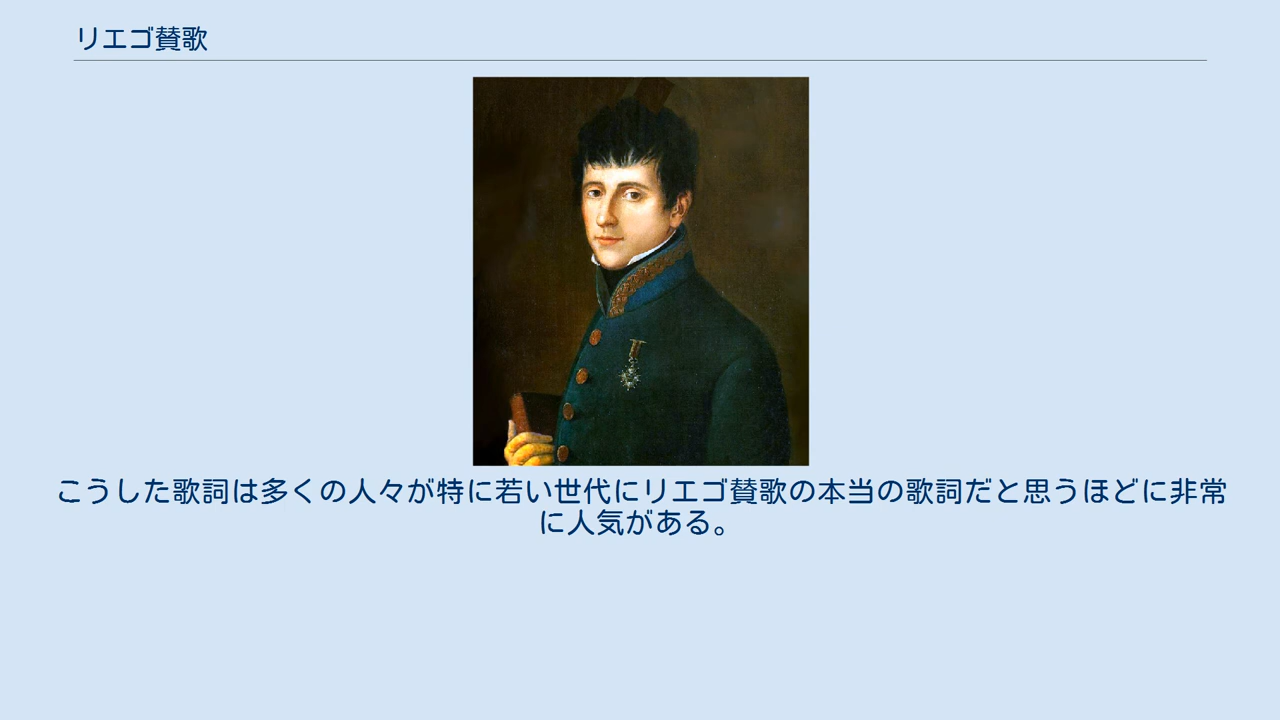 リエゴ賛歌
こうした歌詞は多くの人々が特に若い世代にリエゴ賛歌の本当の歌詞だと思うほどに非常
に人気がある。